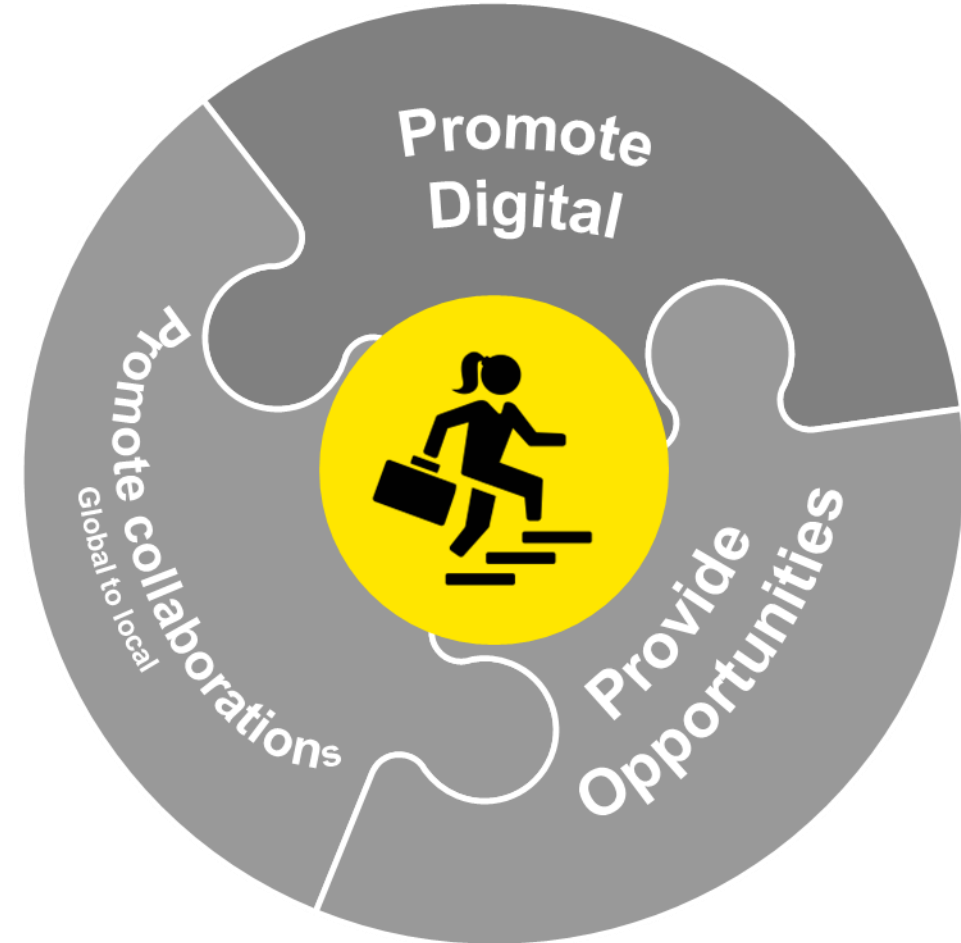 Promote
Digital
Provide
Opportunities
Promote collaborations
Global to local